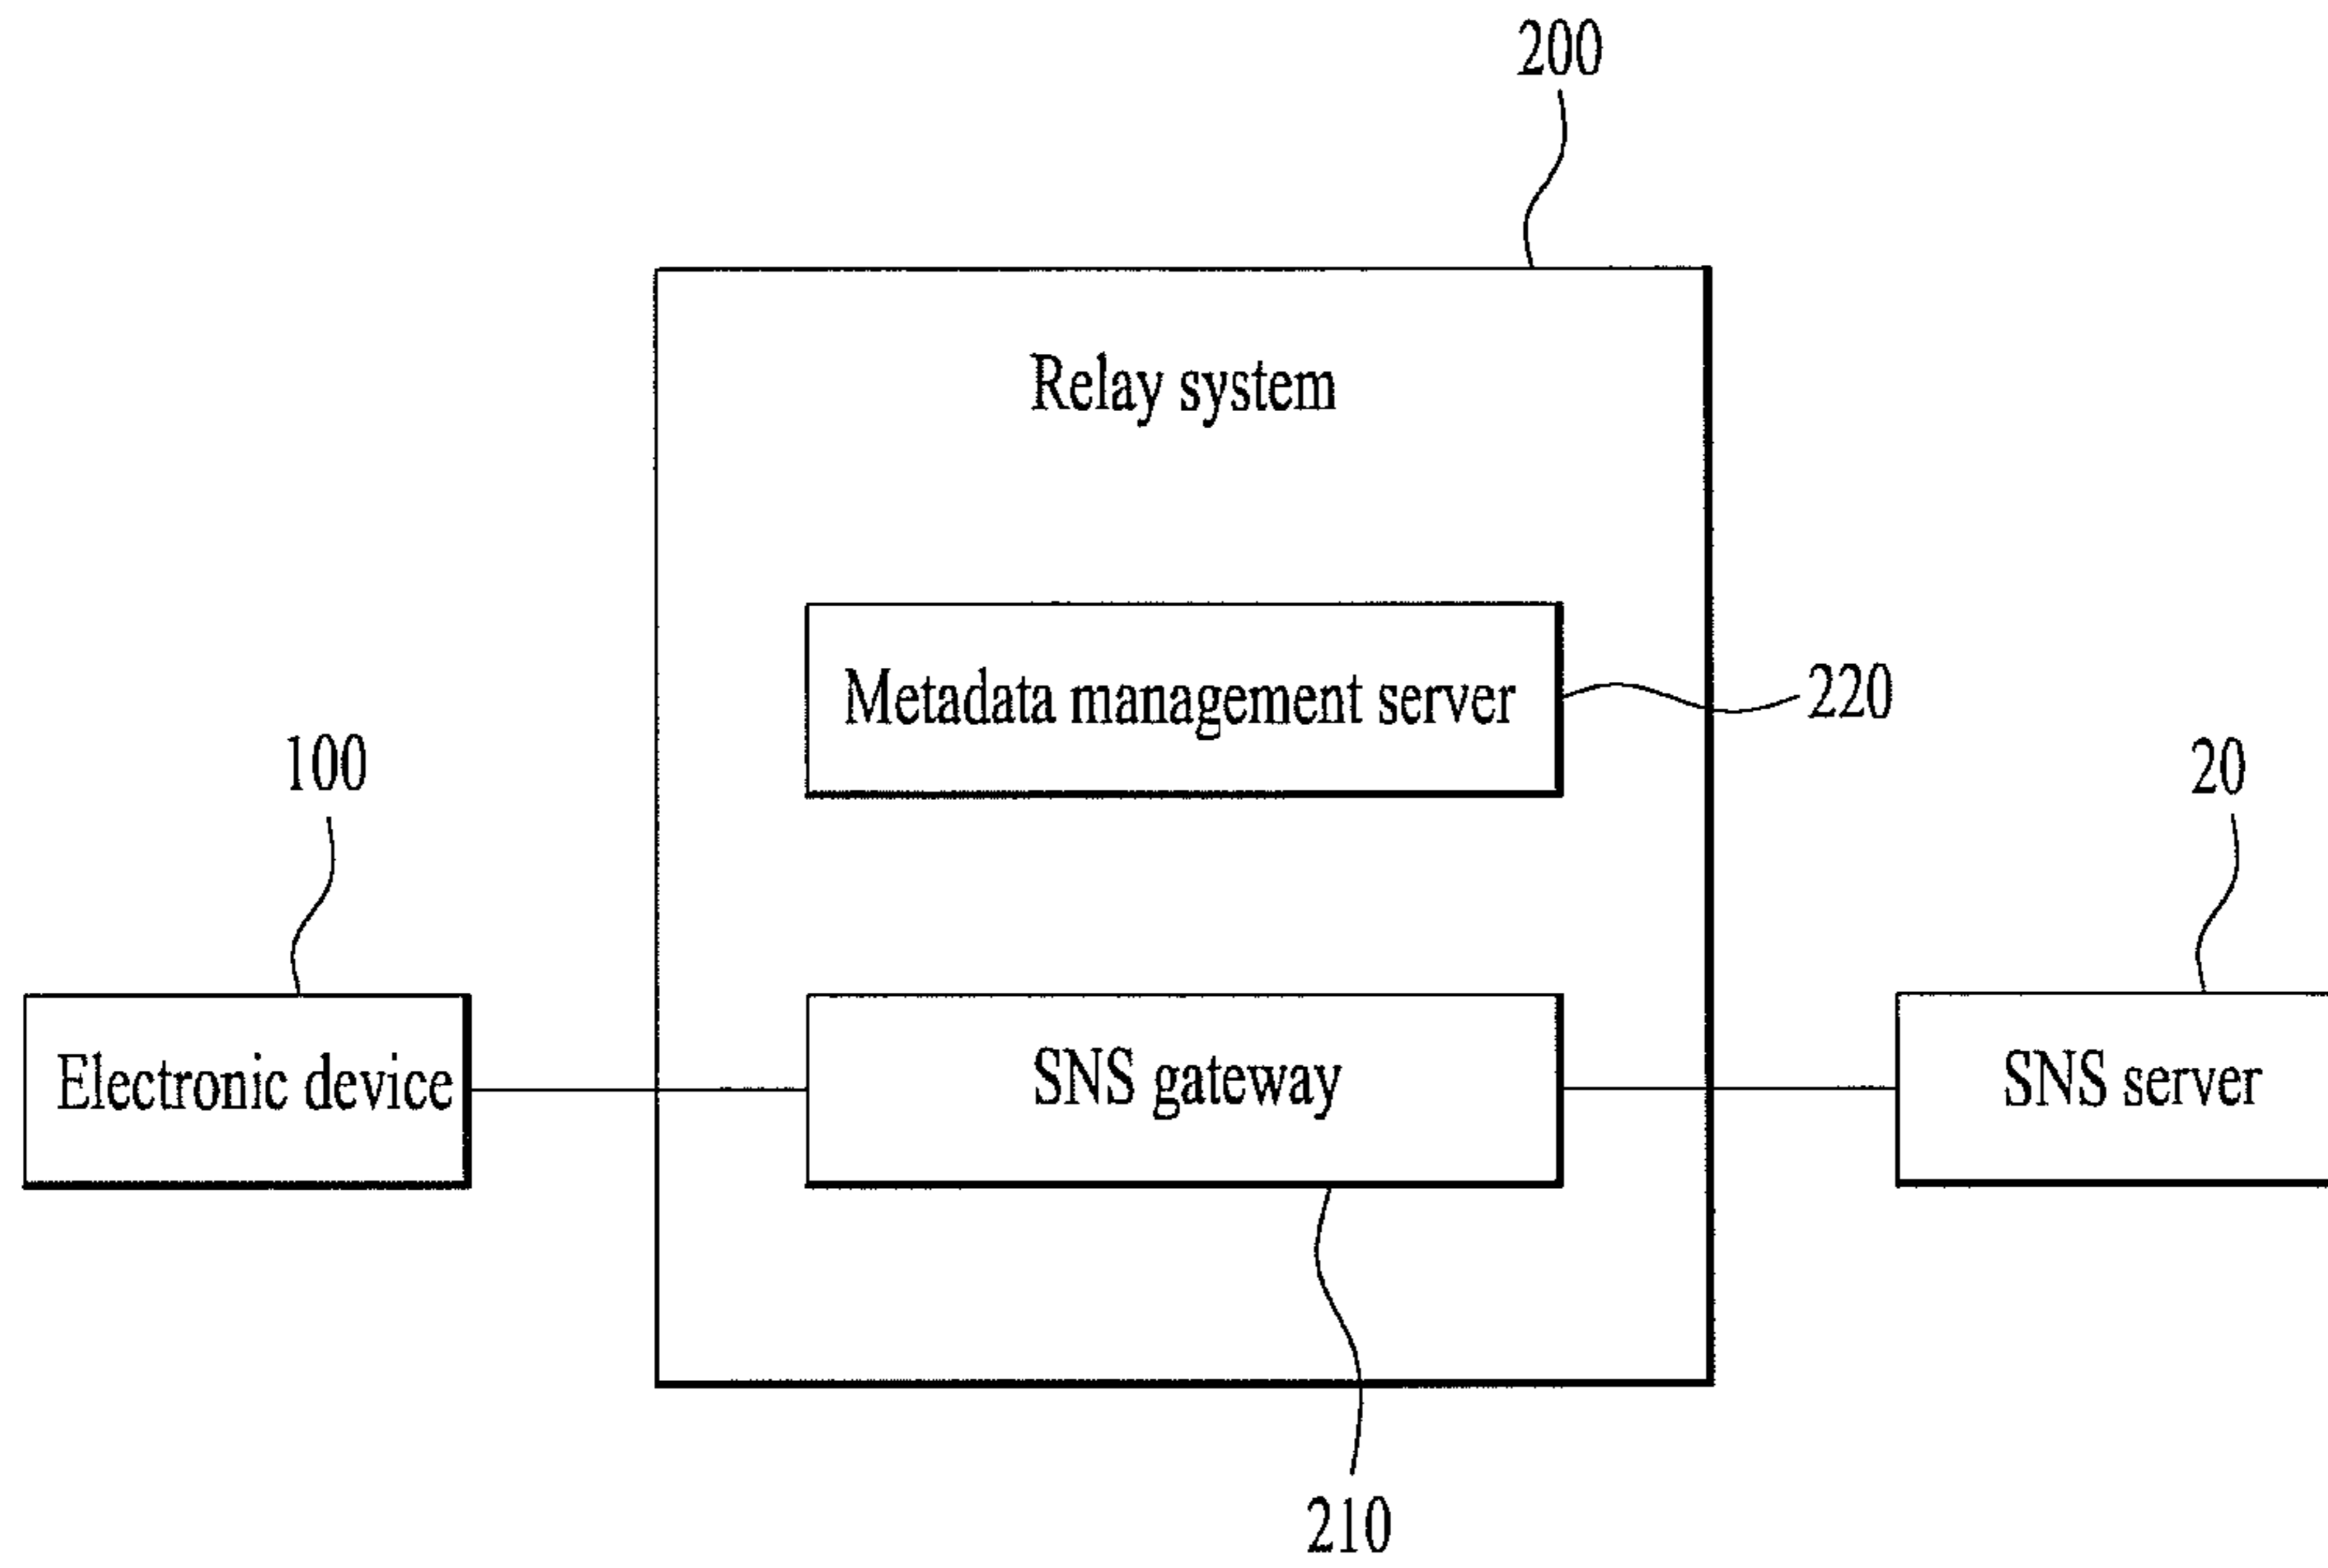 200
Relay system
Metadata management server
220
100
20
Electronic device
SNS gateway
SNS server
210